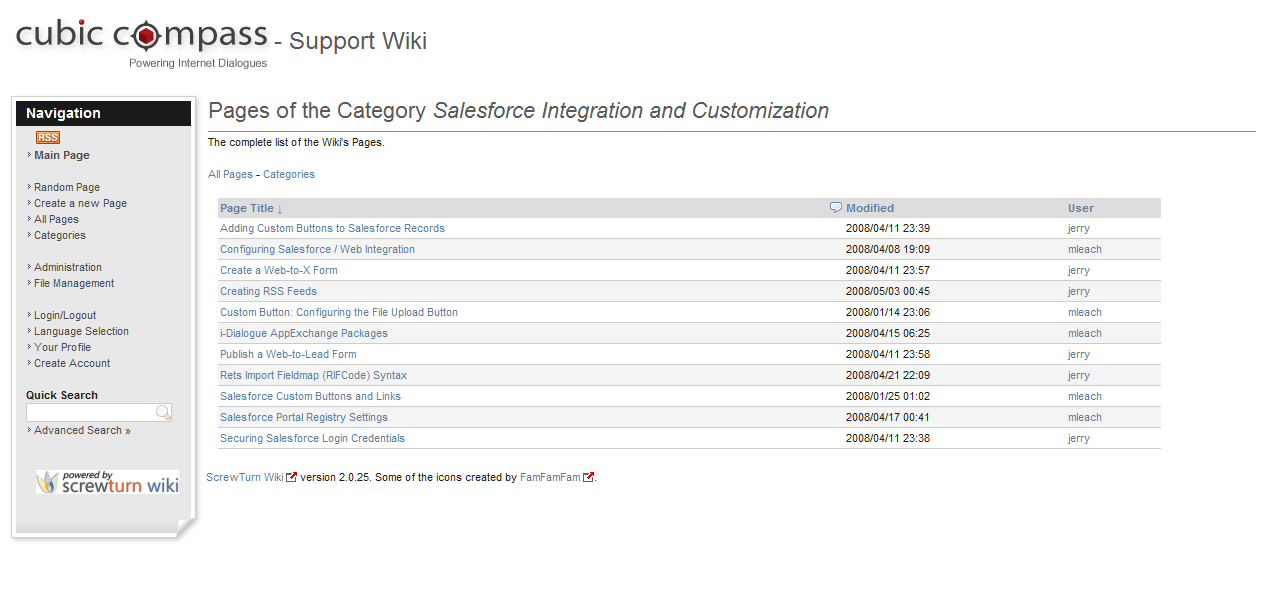 cubic compass - Support Wiki
Powering Internet Dialogues
Navigation
RSS
Main Page
Random Page
Create a new Page
All Pages
Categories
Administration
File Management
Login/Logout
Language Selection
Your Profile
Create Account
Quick Search
Advanced Search »
powered by
screwturn wiki
Pages of the Category Salesforce Integration and Customization
The complete list of the Wiki's Pages.
All Pages - Categories
Page Title ↓ Modified User
Adding Custom Buttons to Salesforce Records 2008/04/11 23:39 jerry
Configuring Salesforce / Web Integration 2008/04/08 19:09 mleach
Create a Web-to-X Form 2008/04/11 23:57 jerry
Creating RSS Feeds 2008/05/03 00:45 jerry
Custom Button: Configuring the File Upload Button 2008/01/14 23:06 mleach
i-Dialogue AppExchange Packages 2008/04/15 06:25 mleach
Publish a Web-to-Lead Form 2008/04/11 23:58 jerry
Rets Import Fieldmap (RIFCode) Syntax 2008/04/21 22:09 jerry
Salesforce Custom Buttons and Links 2008/01/25 01:02 mleach
Salesforce Portal Registry Settings 2008/04/17 00:41 mleach
Securing Salesforce Login Credentials 2008/04/11 23:38 jerry
ScrewTurn Wiki version 2.0.25. Some of the icons created by FamFamFam.